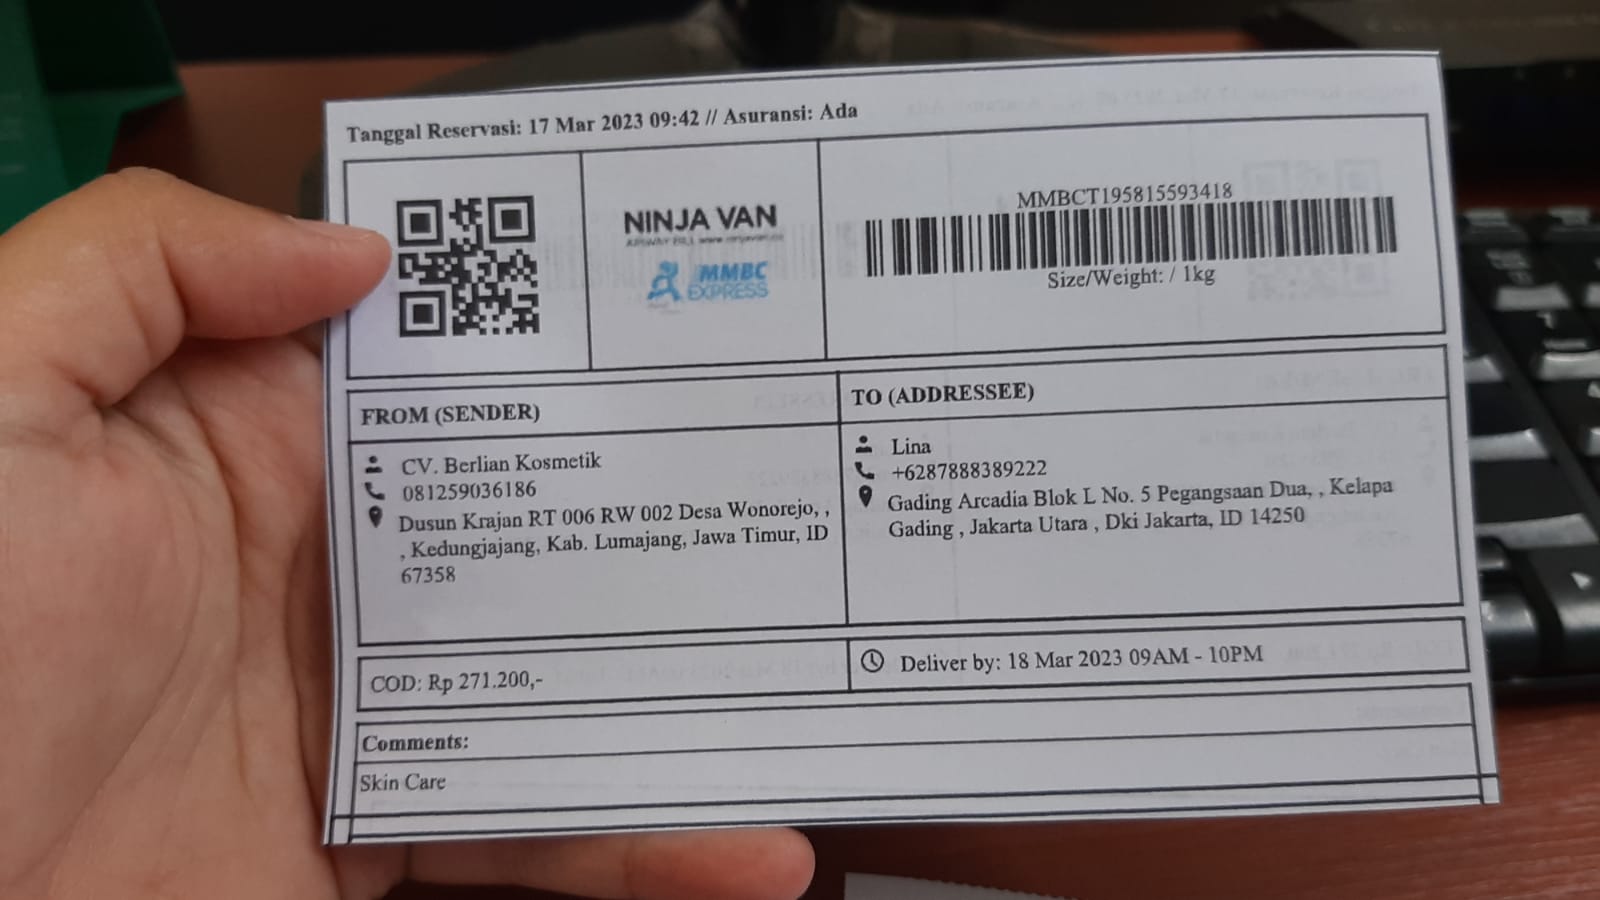 Tanggal Reservasi: 17 Mar 2023 09:42 // Asuransi: Ada
NINJA VAN
MMBC
EXPRESS
MMBCT195815593418
Size/Weight: / 1kg
FROM (SENDER)
CV. Berlian Kosmetik
081259036186
Dusun Krajan RT 006 RW 002 Desa Wonorejo, ,
, Kedungjajang, Kab. Lumajang, Jawa Timur, ID
67358
TO (ADDRESSEE)
Lina
+6287888389222
Gading Arcadia Blok L No. 5 Pegangsaan Dua, , Kelapa
Gading , Jakarta Utara , Dki Jakarta, ID 14250
COD: Rp 271.200,-
Deliver by: 18 Mar 2023 09AM - 10PM
Comments:
Skin Care